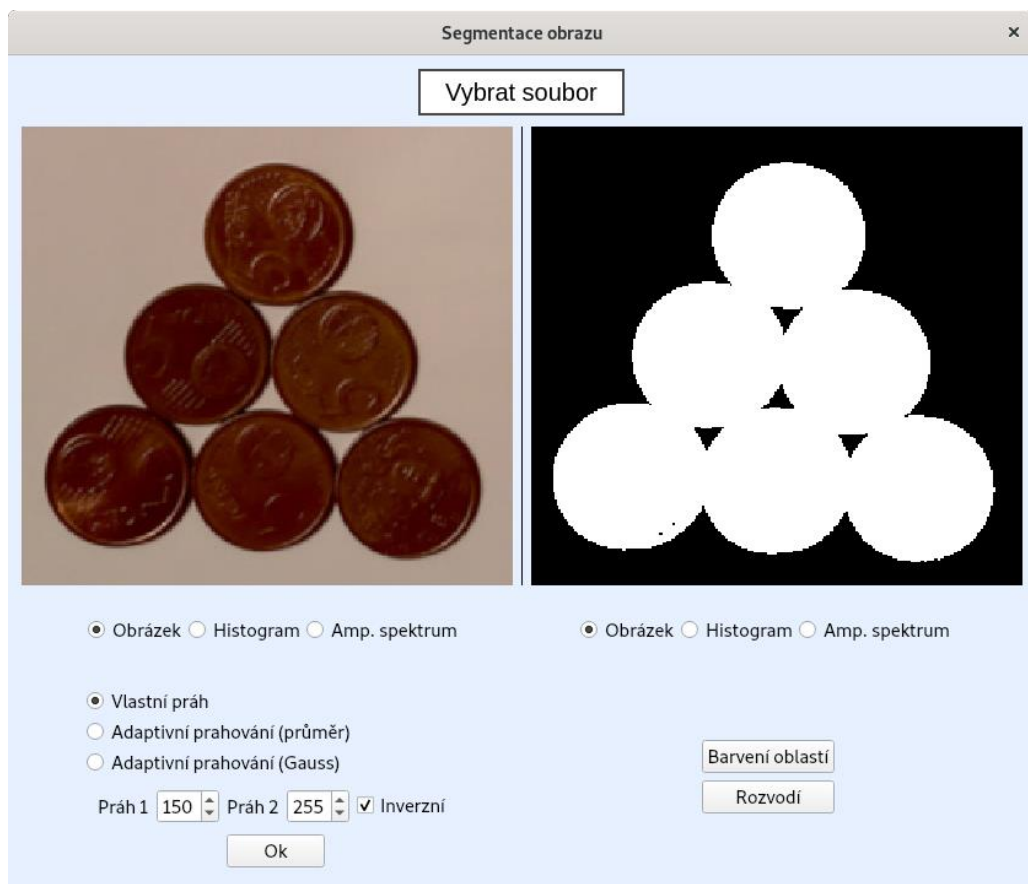 Segmentace obrazu ×
Vybrat soubor
Obrázek Histogram Amp. spektrum
Obrázek Histogram Amp. spektrum
Vlastní práh
Adaptivní prahování (průměr)
Adaptivní prahování (Gauss)
Práh 1 150 Práh 2 255 Inverzní
Ok
Barvení oblastí
Rozvodí